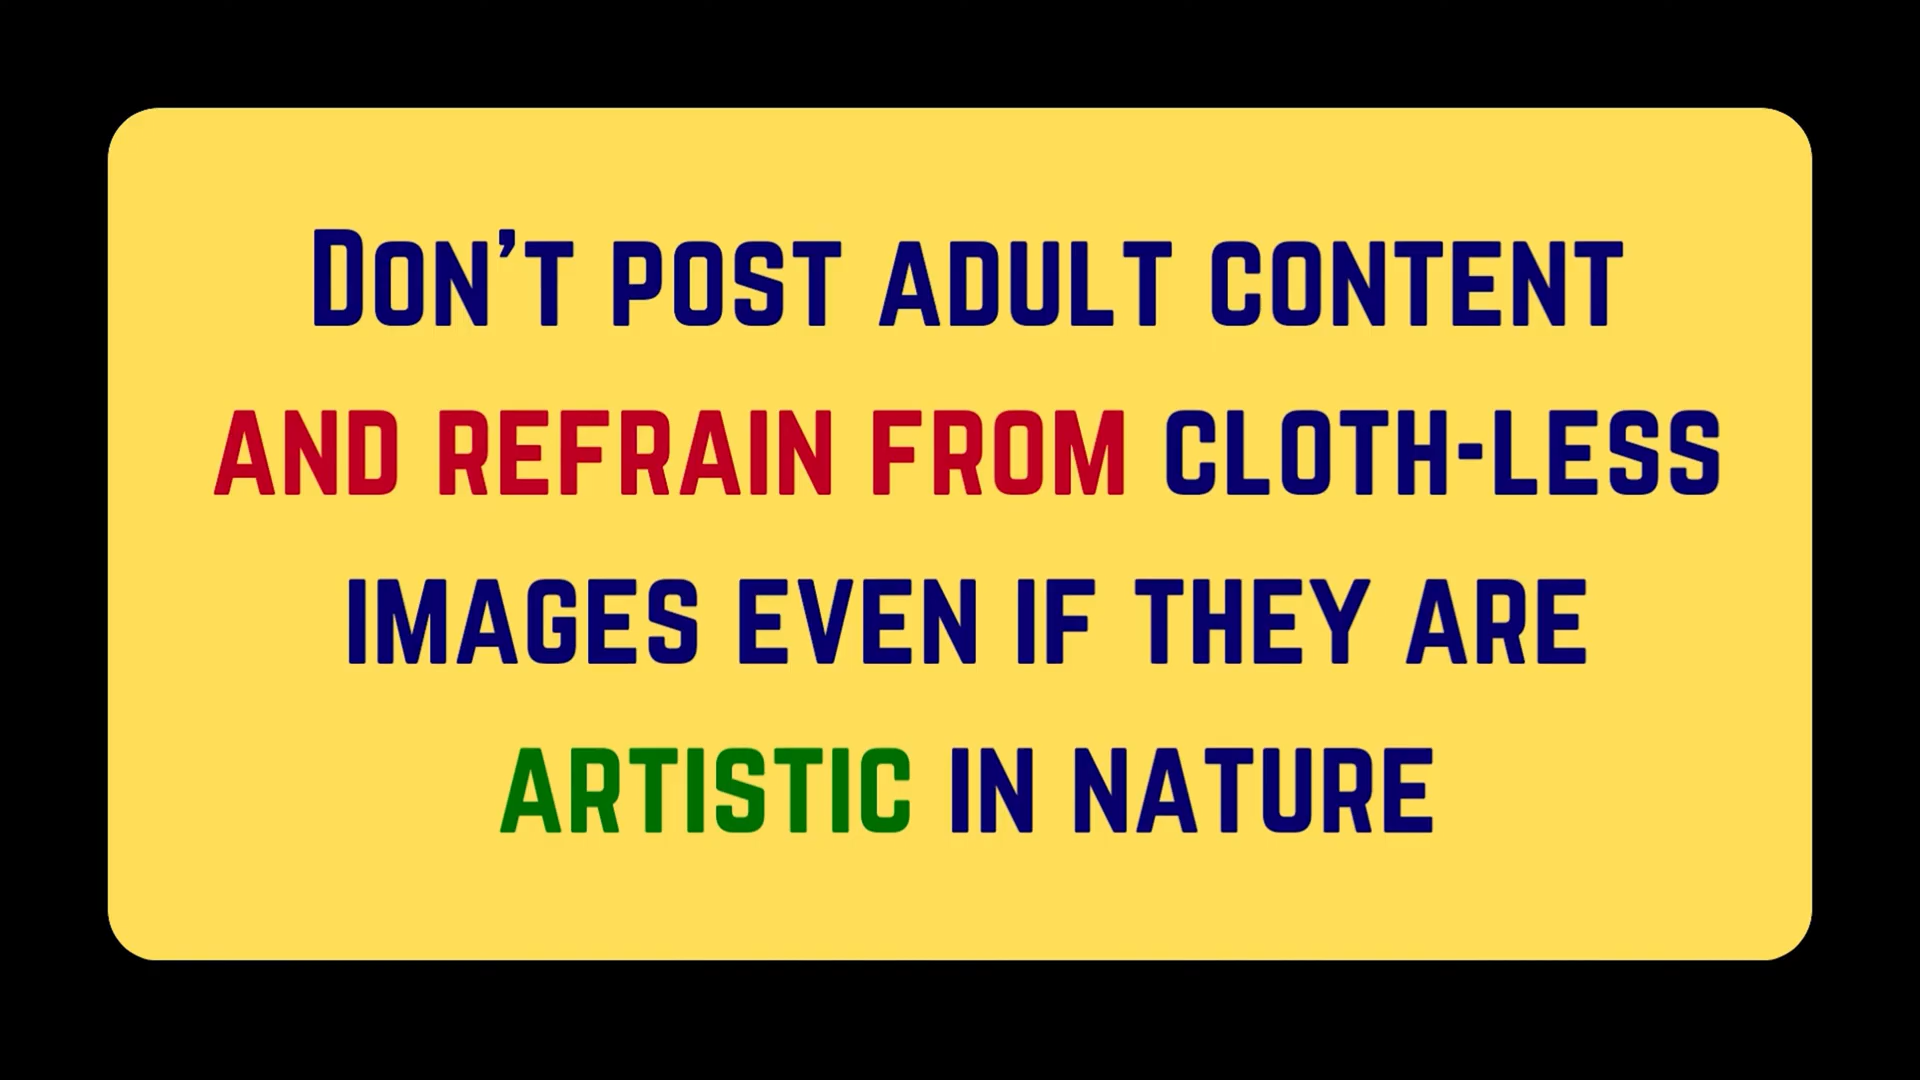 Don't post adult content
and refrain from cloth-less
images even if they are
artistic in nature